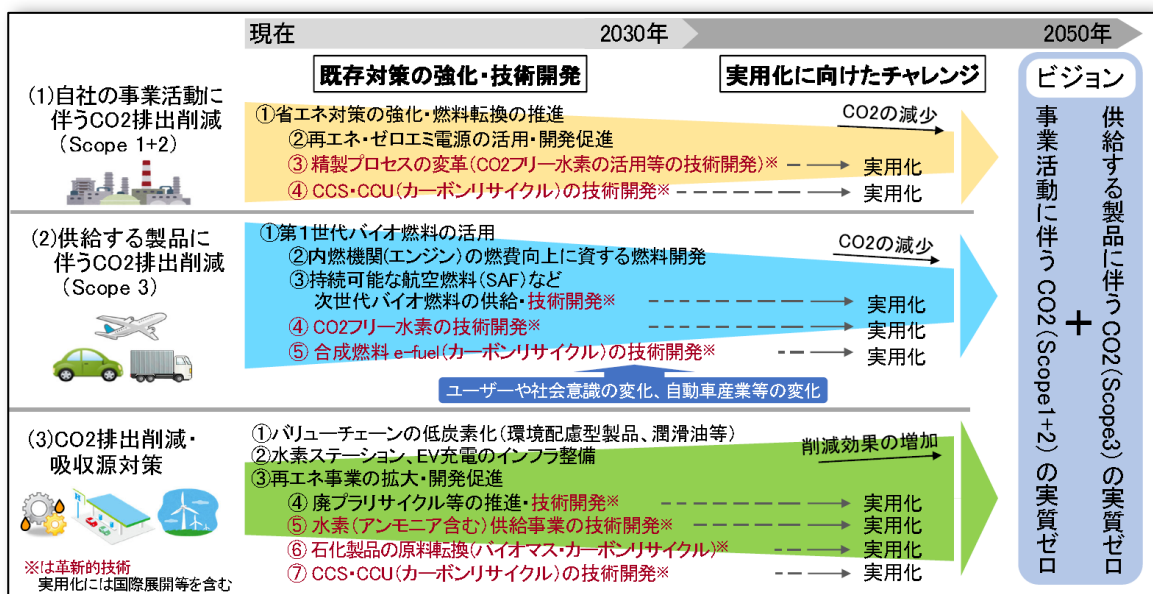 現在
2030年
2050年
既存対策の強化・技術開発
実用化に向けたチャレンジ
(1)自社の事業活動に
伴うCO2排出削減
(Scope 1+2)
①省エネ対策の強化・燃料転換の推進
②再エネ・ゼロエミ電源の活用・開発促進
③ 精製プロセスの変革(CO2フリー水素の活用等の技術開発)※
実用化
④ CCS・CCU(カーボンリサイクル)の技術開発※
実用化
CO2の減少
(2)供給する製品に
伴うCO2排出削減
(Scope 3)
①第1世代バイオ燃料の活用
②内燃機関(エンジン)の燃費向上に資する燃料開発
③持続可能な航空燃料(SAF)など
次世代バイオ燃料の供給・技術開発※
実用化
④ CO2フリー水素の技術開発※
実用化
⑤ 合成燃料 e-fuel(カーボンリサイクル)の技術開発※
実用化
CO2の減少
ユーザーや社会意識の変化、自動車産業等の変化
(3)CO2排出削減・
吸収源対策
①バリューチェーンの低炭素化(環境配慮型製品、潤滑油等)
②水素ステーション、EV充電のインフラ整備
③再エネ事業の拡大・開発促進
④ 廃プラリサイクル等の推進・技術開発※
実用化
⑤ 水素(アンモニア含む)供給事業の技術開発※
実用化
⑥ 石化製品の原料転換(バイオマス・カーボンリサイクル)※
実用化
⑦ CCS・CCU(カーボンリサイクル)の技術開発※
実用化
削減効果の増加
※は革新的技術
実用化には国際展開等を含む
ビジョン
供給する製品に伴う CO2(Scope3)の実質ゼロ
+
事業活動に伴う CO2(Scope1+2)の実質ゼロ